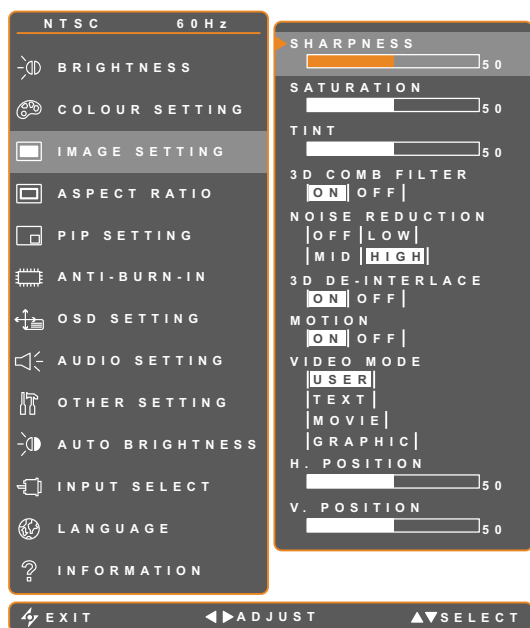 NTSC 60Hz
BRIGHTNESS
COLOUR SETTING
IMAGE SETTING
ASPECT RATIO
PIP SETTING
ANTI-BURN-IN
OSD SETTING
AUDIO SETTING
OTHER SETTING
AUTO BRIGHTNESS
INPUT SELECT
LANGUAGE
INFORMATION
SHARPNESS
50
SATURATION
50
TINT
50
3D COMB FILTER
ON OFF
NOISE REDUCTION
OFF LOW
MID HIGH
3D DE-INTERLACE
ON OFF
MOTION
ON OFF
VIDEO MODE
USER
TEXT
MOVIE
GRAPHIC
H. POSITION
50
V. POSITION
50
EXIT ADJUST SELECT